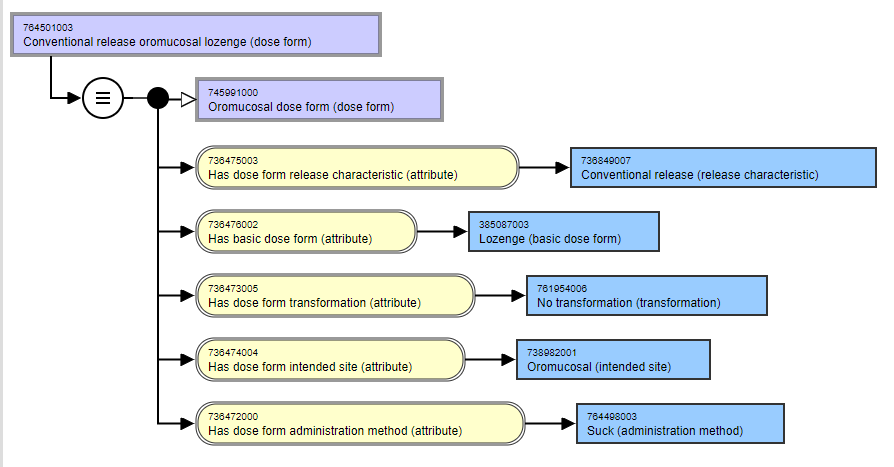 764501003
Conventional release oromucosal lozenge (dose form)
745991000
Oromucosal dose form (dose form)
736475003
Has dose form release characteristic (attribute)
736849007
Conventional release (release characteristic)
736476002
Has basic dose form (attribute)
385087003
Lozenge (basic dose form)
736473005
Has dose form transformation (attribute)
761954006
No transformation (transformation)
736474004
Has dose form intended site (attribute)
738982001
Oromucosal (intended site)
736472000
Has dose form administration method (attribute)
764498003
Suck (administration method)